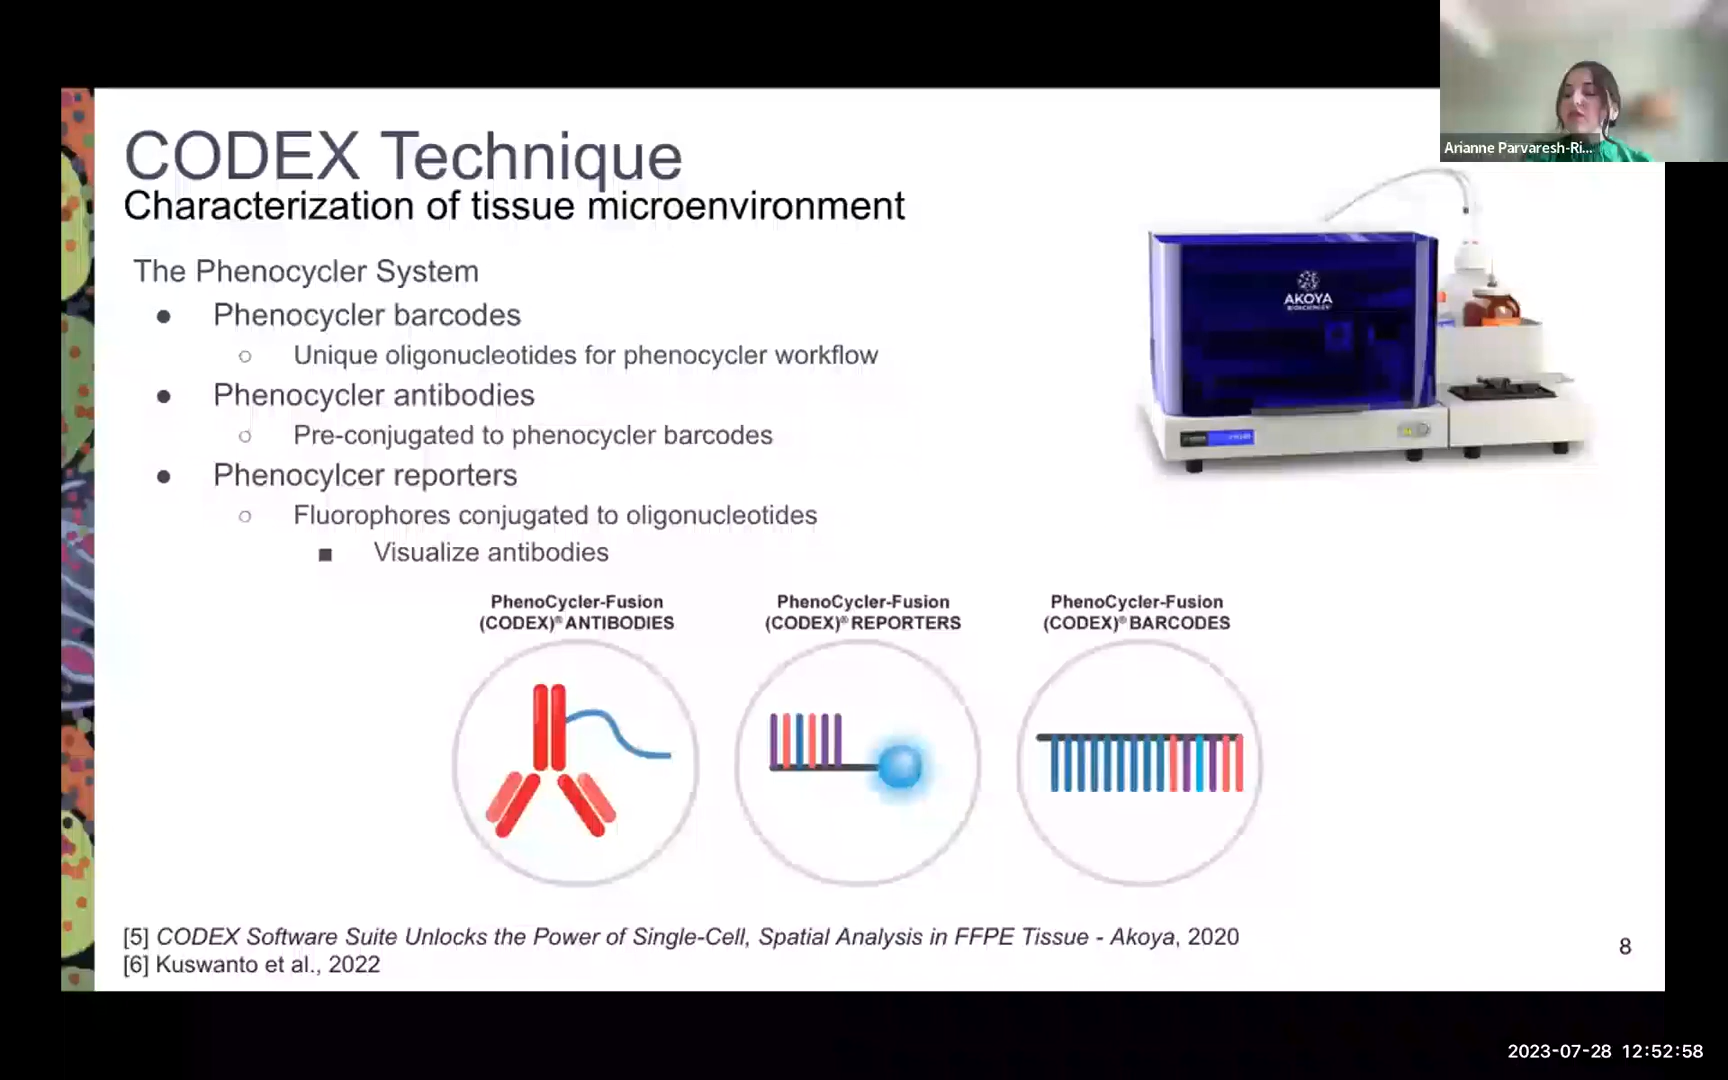 Arianne Parvaresh-Ri...
CODEX Technique
Characterization of tissue microenvironment
The Phenocycler System
● Phenocycler barcodes
○ Unique oligonucleotides for phenocycler workflow
● Phenocycler antibodies
○ Pre-conjugated to phenocycler barcodes
● Phenocylcer reporters
○ Fluorophores conjugated to oligonucleotides
■ Visualize antibodies
AKOYA
BIOSCIENCES
PhenoCycler-Fusion
(CODEX)® ANTIBODIES
PhenoCycler-Fusion
(CODEX)® REPORTERS
PhenoCycler-Fusion
(CODEX)® BARCODES
[5] CODEX Software Suite Unlocks the Power of Single-Cell, Spatial Analysis in FFPE Tissue - Akoya, 2020
[6] Kuswanto et al., 2022
8
2023-07-28 12:52:58